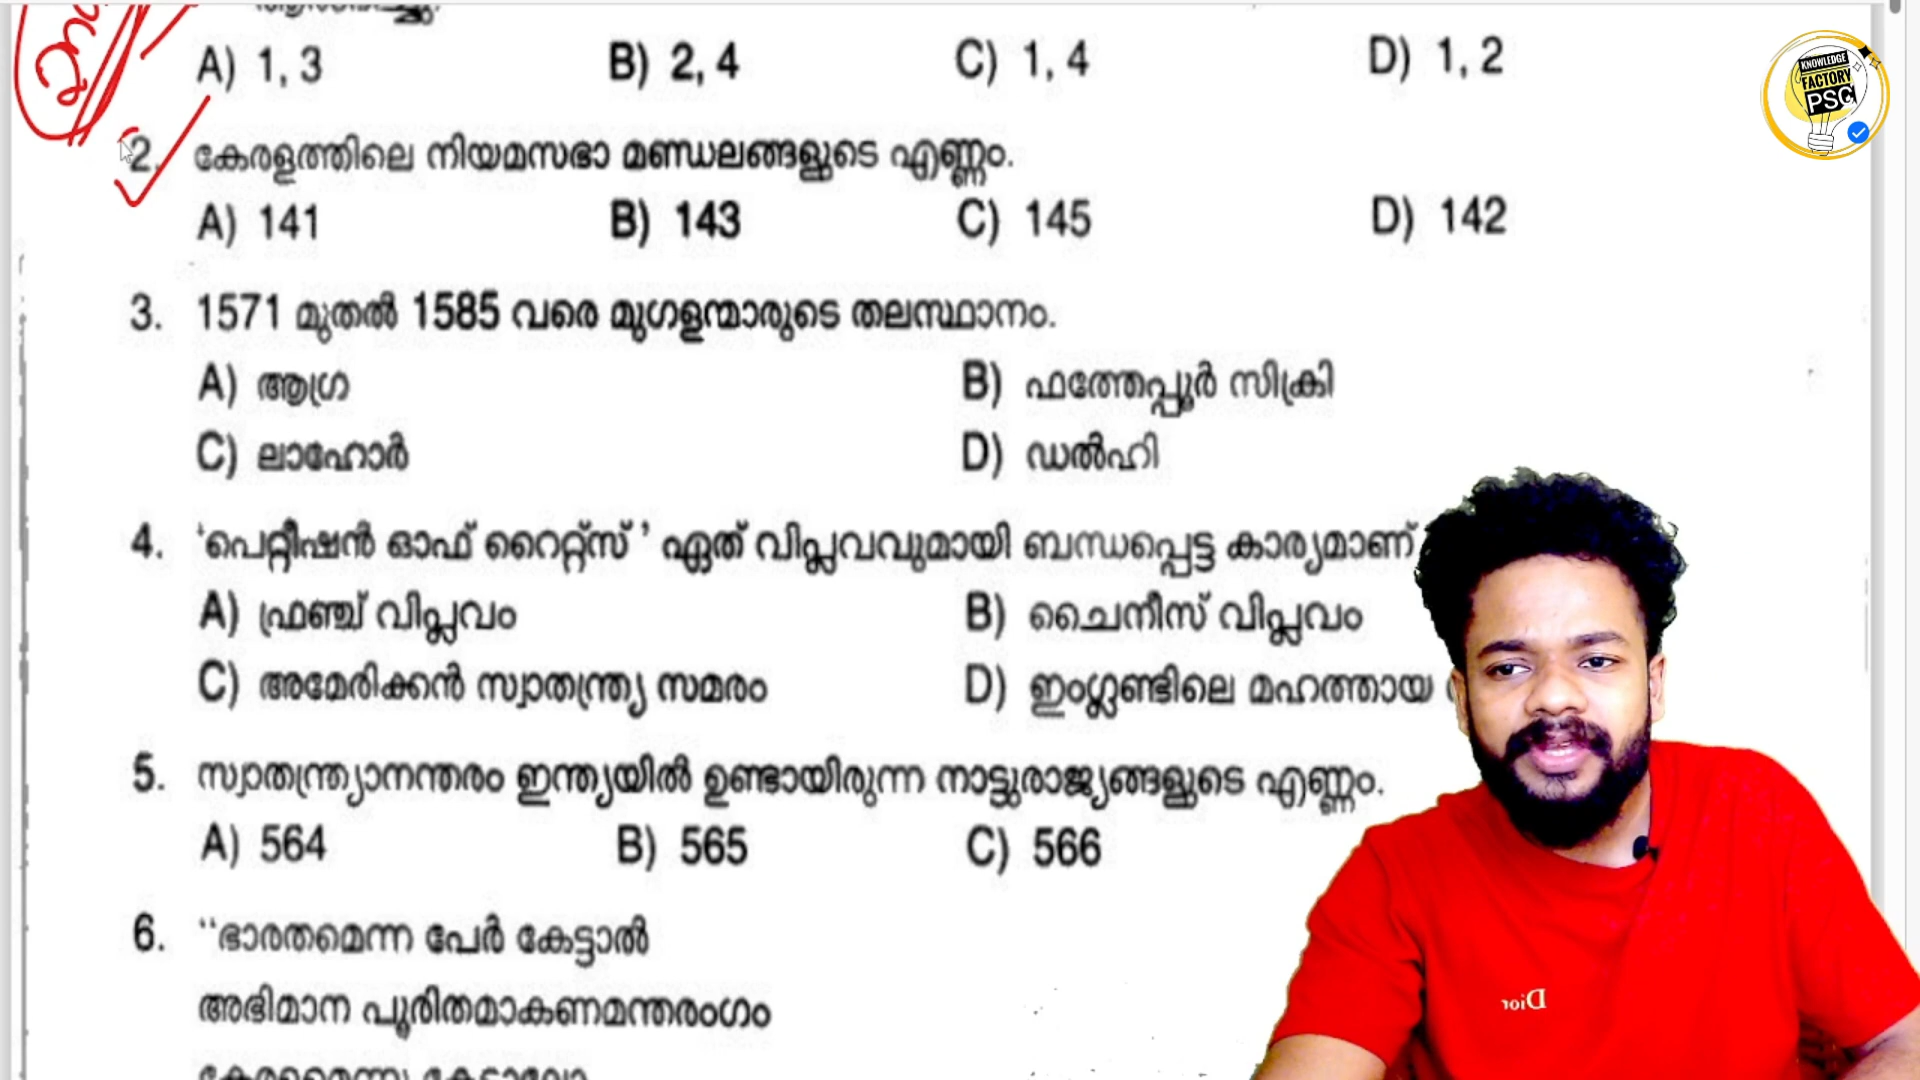 A) 1, 3 B) 2, 4 C) 1, 4 D) 1, 2
2. കേരളത്തിലെ നിയമസഭാ മണ്ഡലങ്ങളുടെ എണ്ണം.
A) 141 B) 143 C) 145 D) 142
3. 1571 മുതൽ 1585 വരെ മുഗളന്മാരുടെ തലസ്ഥാനം.
A) ആഗ്ര B) ഫത്തേപ്പൂർ സിക്രി
C) ലാഹോർ D) ഡൽഹി
4. 'പെറ്റീഷൻ ഓഫ് റൈറ്റ്സ് ' ഏത് വിപ്ലവവുമായി ബന്ധപ്പെട്ട കാര്യമാണ്
A) ഫ്രഞ്ച് വിപ്ലവം B) ചൈനീസ് വിപ്ലവം
C) അമേരിക്കൻ സ്വാതന്ത്ര്യ സമരം D) ഇംഗ്ലണ്ടിലെ മഹത്തായ
5. സ്വാതന്ത്ര്യാനന്തരം ഇന്ത്യയിൽ ഉണ്ടായിരുന്ന നാട്ടുരാജ്യങ്ങളുടെ എണ്ണം.
A) 564 B) 565 C) 566
6. "ഭാരതമെന്ന പേർ കേട്ടാൽ
അഭിമാന പൂരിതമാകണമന്തരംഗം
KNOWLEDGE
FACTORY
PSC
Dior